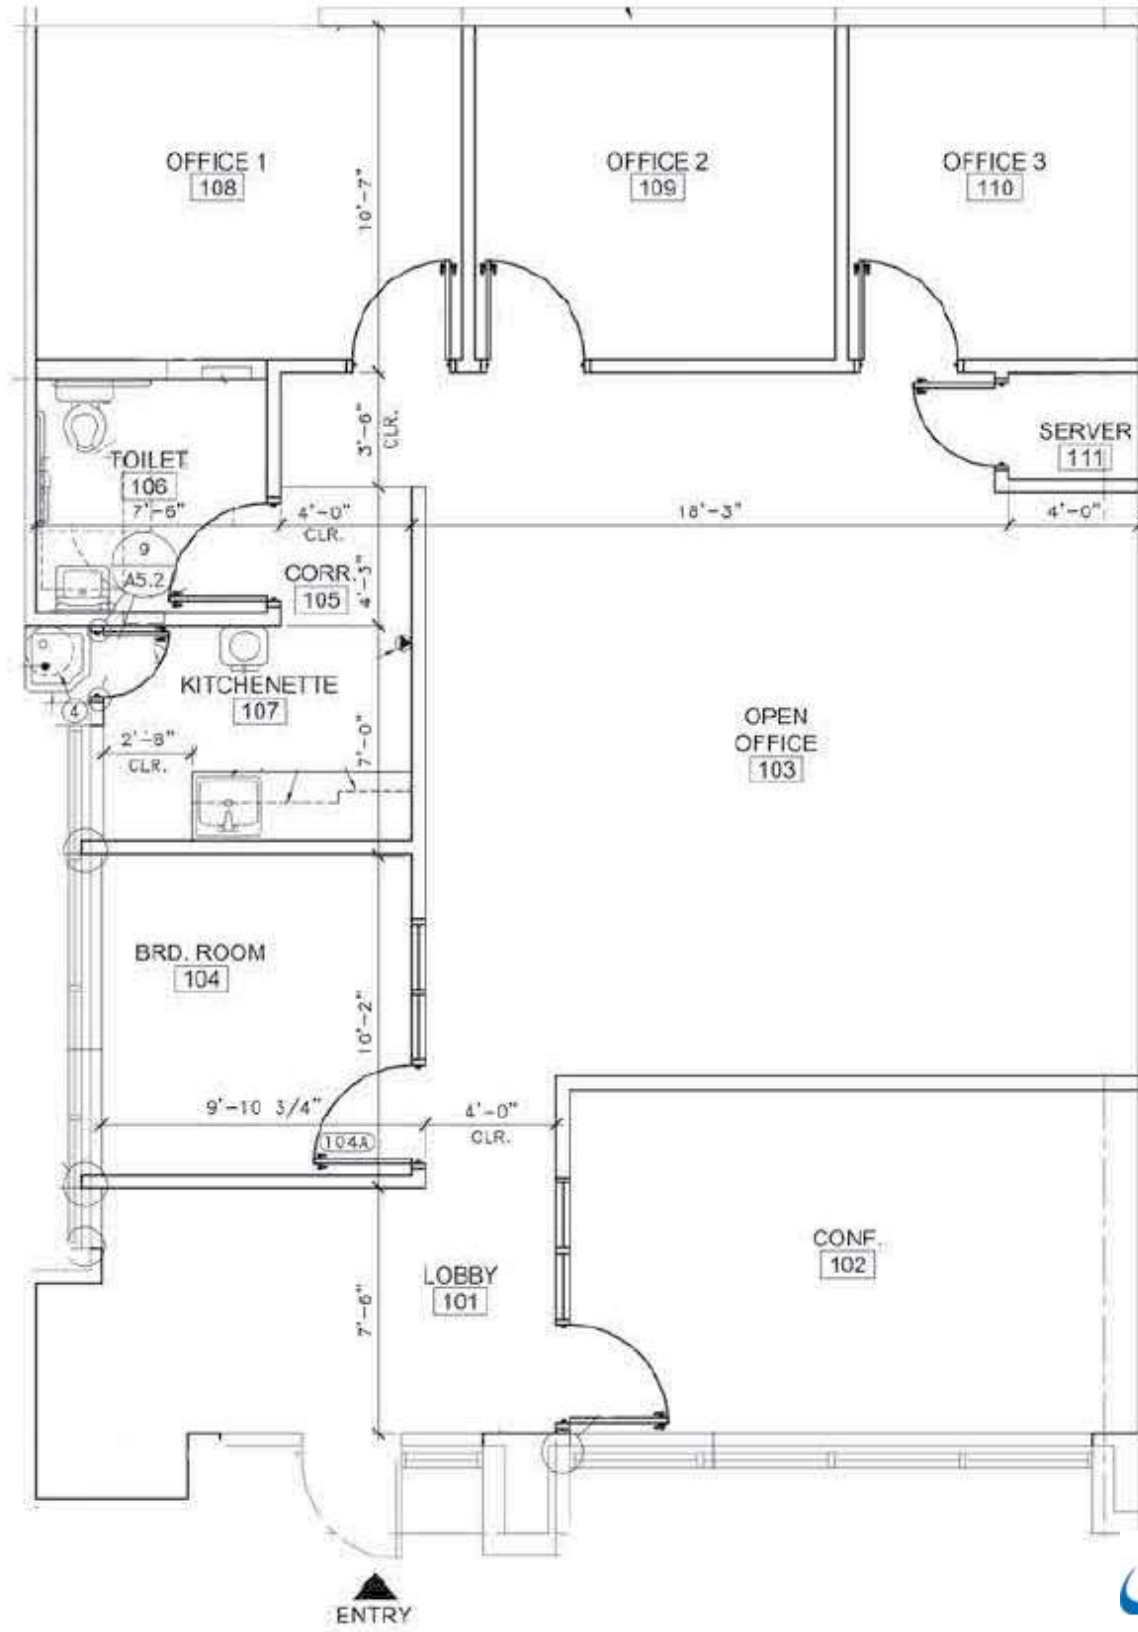 OFFICE 1
108
OFFICE 2
109
OFFICE 3
110
10'-7"
3'-6"
CLR.
TOILET
106
7'-6"
4'-0"
CLR.
18'-3"
4'-0"
SERVER
111
9
A5.2
CORR.
105
4'-3"
KITCHENETTE
107
4
2'-8"
CLR.
7'-0"
OPEN
OFFICE
103
BRD. ROOM
104
10'-2"
9'-10 3/4"
4'-0"
CLR.
104A
CONF.
102
LOBBY
101
7'-6"
ENTRY